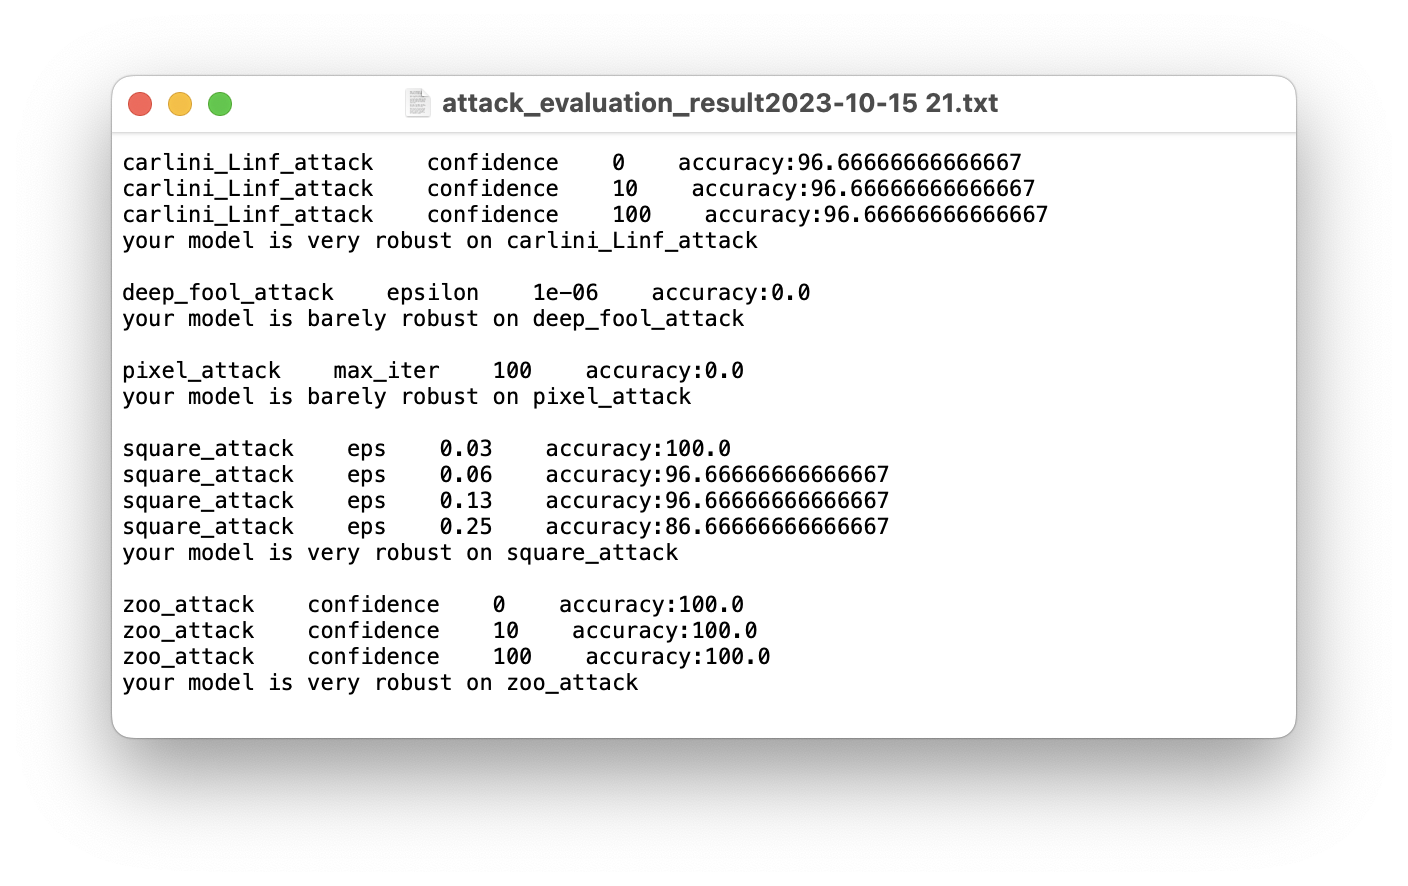 attack_evaluation_result2023-10-15 21.txt
carlini_Linf_attack    confidence    0    accuracy:96.66666666666667
carlini_Linf_attack    confidence    10    accuracy:96.66666666666667
carlini_Linf_attack    confidence    100    accuracy:96.66666666666667
your model is very robust on carlini_Linf_attack
deep_fool_attack    epsilon    1e-06    accuracy:0.0
your model is barely robust on deep_fool_attack
pixel_attack    max_iter    100    accuracy:0.0
your model is barely robust on pixel_attack
square_attack    eps    0.03    accuracy:100.0
square_attack    eps    0.06    accuracy:96.66666666666667
square_attack    eps    0.13    accuracy:96.66666666666667
square_attack    eps    0.25    accuracy:86.66666666666667
your model is very robust on square_attack
zoo_attack    confidence    0    accuracy:100.0
zoo_attack    confidence    10    accuracy:100.0
zoo_attack    confidence    100    accuracy:100.0
your model is very robust on zoo_attack